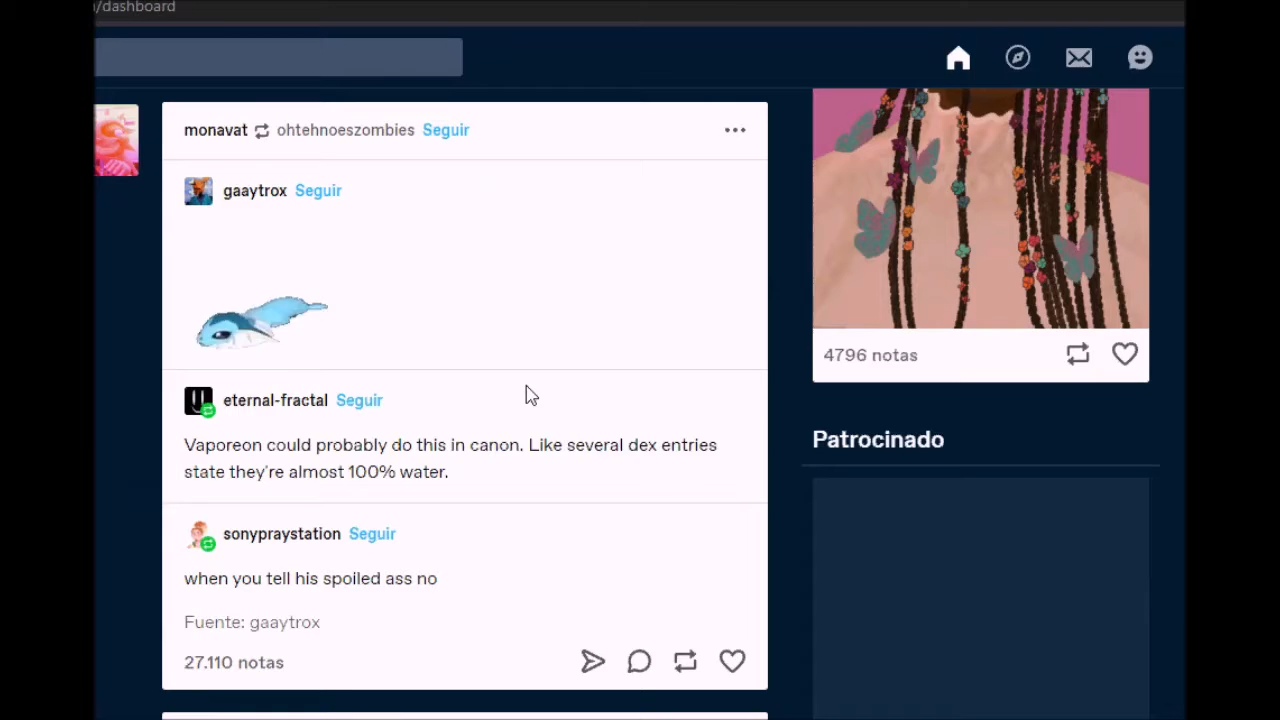 /dashboard
monavat ohtehnoeszombies Seguir
gaaytrox Seguir
eternal-fractal Seguir
Vaporeon could probably do this in canon. Like several dex entries
state they're almost 100% water.
sonypraystation Seguir
when you tell his spoiled ass no
Fuente: gaaytrox
27.110 notas
4796 notas
Patrocinado